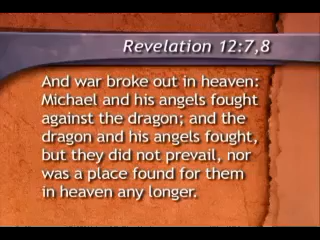 Revelation 12:7,8
And war broke out in heaven:
Michael and his angels fought
against the dragon; and the
dragon and his angels fought,
but they did not prevail, nor
was a place found for them
in heaven any longer.